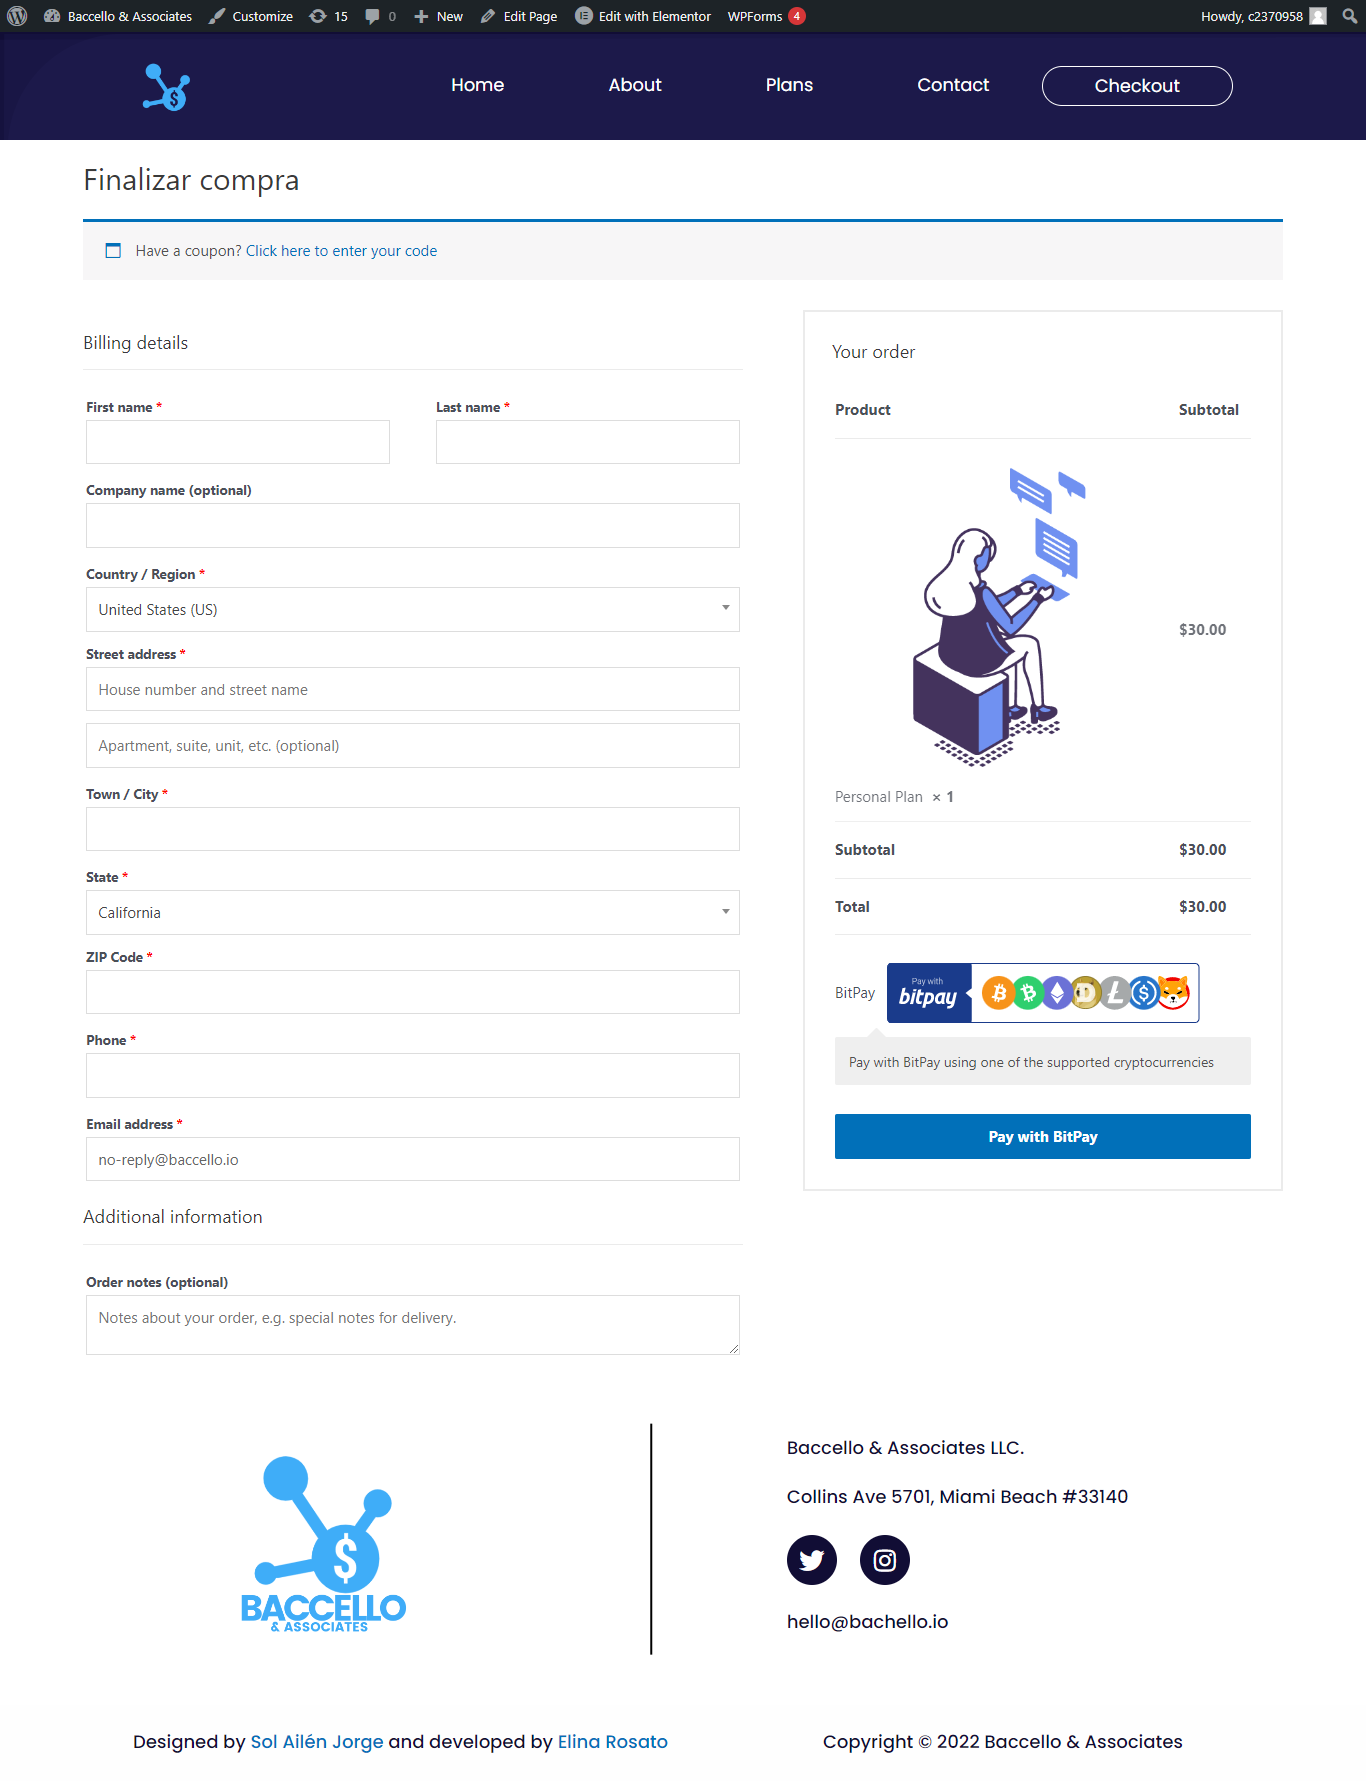 Baccello & Associates Customize 15 0 New Edit Page Edit with Elementor WPForms 4 Howdy, c2370958
Home About Plans Contact Checkout
Finalizar compra
Have a coupon? Click here to enter your code
Billing details
First name * Last name *
Company name (optional)
Country / Region *
United States (US)
Street address *
House number and street name
Apartment, suite, unit, etc. (optional)
Town / City *
State *
California
ZIP Code *
Phone *
Email address *
no-reply@baccello.io
Additional information
Order notes (optional)
Notes about your order, e.g. special notes for delivery.
Your order
Product Subtotal
$30.00
Personal Plan × 1
Subtotal $30.00
Total $30.00
BitPay Pay with
bitpay
Pay with BitPay using one of the supported cryptocurrencies
Pay with BitPay
$
BACCELLO
& ASSOCIATES
Baccello & Associates LLC.
Collins Ave 5701, Miami Beach #33140
hello@bachello.io
Designed by Sol Ailén Jorge and developed by Elina Rosato
Copyright © 2022 Baccello & Associates